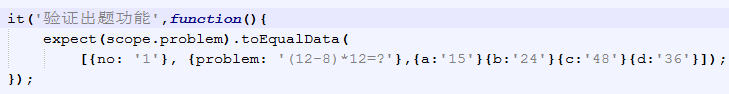 it('验证出题功能',function(){
expect(scope.problem).toEqualData(
[{no: '1'}, {problem: '(12-8)*12=?'},{a:'15'}{b:'24'}{c:'48'}{d:'36'}]);
});